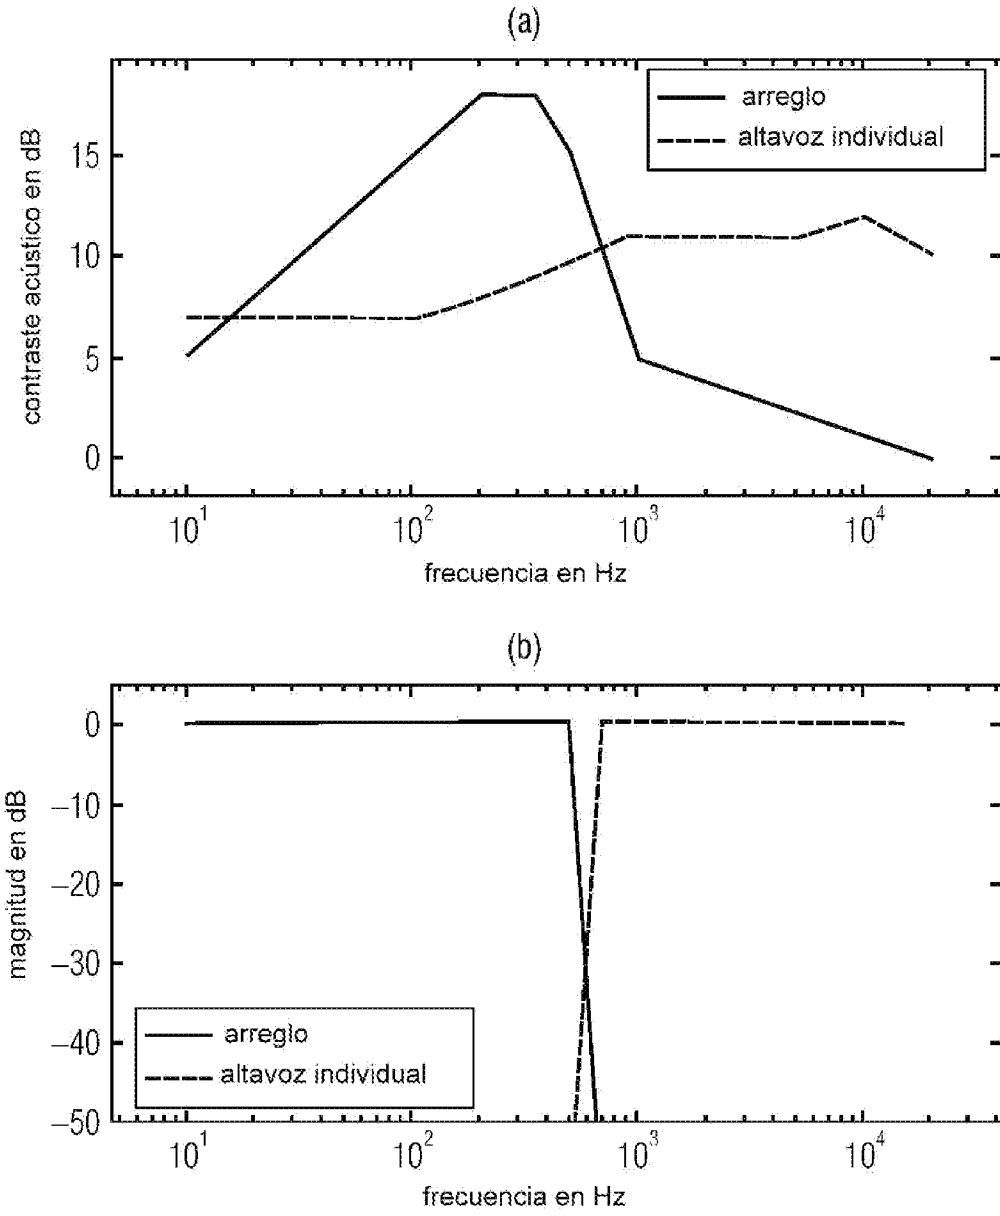 (a)
contraste acústico en dB
15
10
5
0
arreglo
altavoz individual
10¹
10²
10³
10⁴
frecuencia en Hz
(b)
magnitud en dB
0
−10
−20
−30
−40
−50
arreglo
altavoz individual
10¹
10²
10³
10⁴
frecuencia en Hz